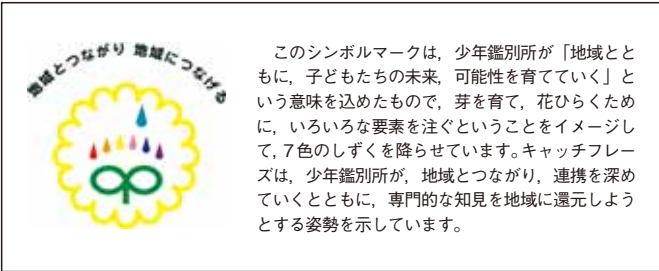 地域とつながり 地域につなげる
このシンボルマークは，少年鑑別所が「地域とと
もに，子どもたちの未来，可能性を育てていく」と
いう意味を込めたもので，芽を育て，花ひらくため
に，いろいろな要素を注ぐということをイメージし
て，７色のしずくを降らせています。キャッチフレー
ズは，少年鑑別所が，地域とつながり，連携を深め
ていくとともに，専門的な知見を地域に還元しよう
とする姿勢を示しています。